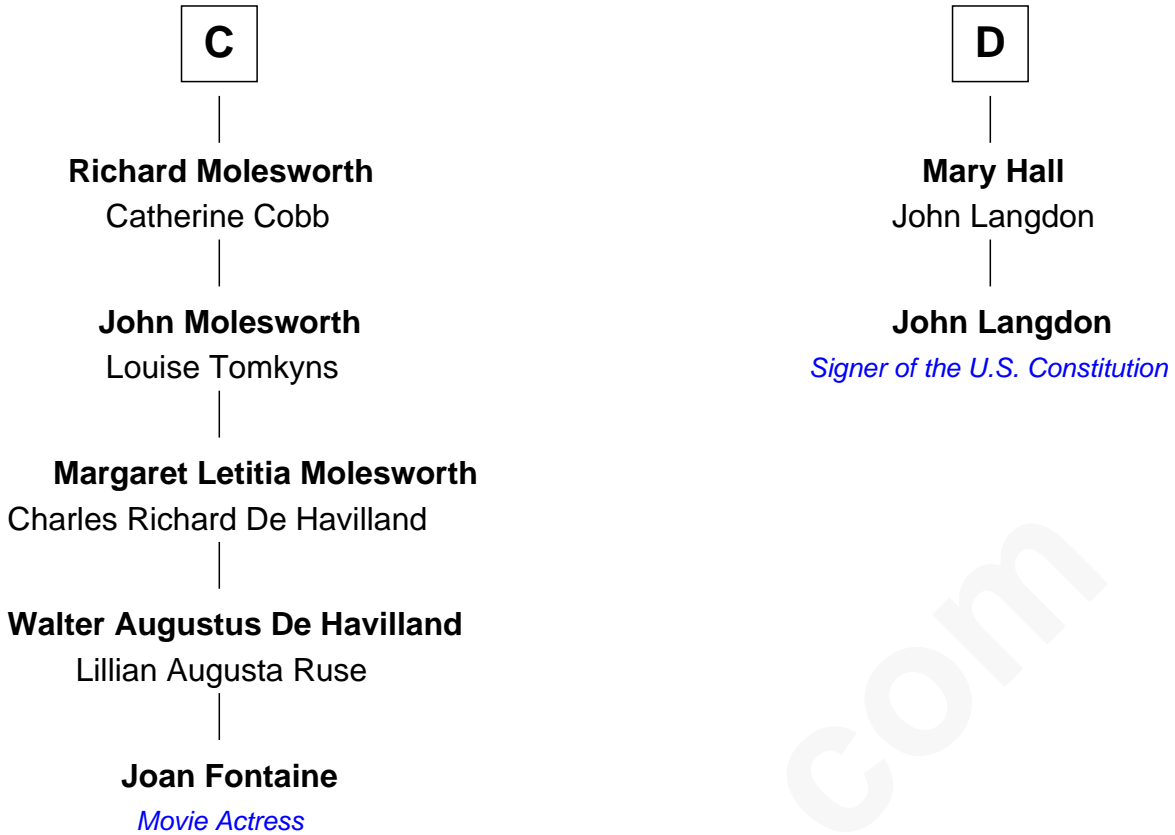 C
Richard Molesworth
Catherine Cobb
John Molesworth
Louise Tomkyns
Margaret Letitia Molesworth
Charles Richard De Havilland
Walter Augustus De Havilland
Lillian Augusta Ruse
Joan Fontaine
Movie Actress
D
Mary Hall
John Langdon
John Langdon
Signer of the U.S. Constitution
com